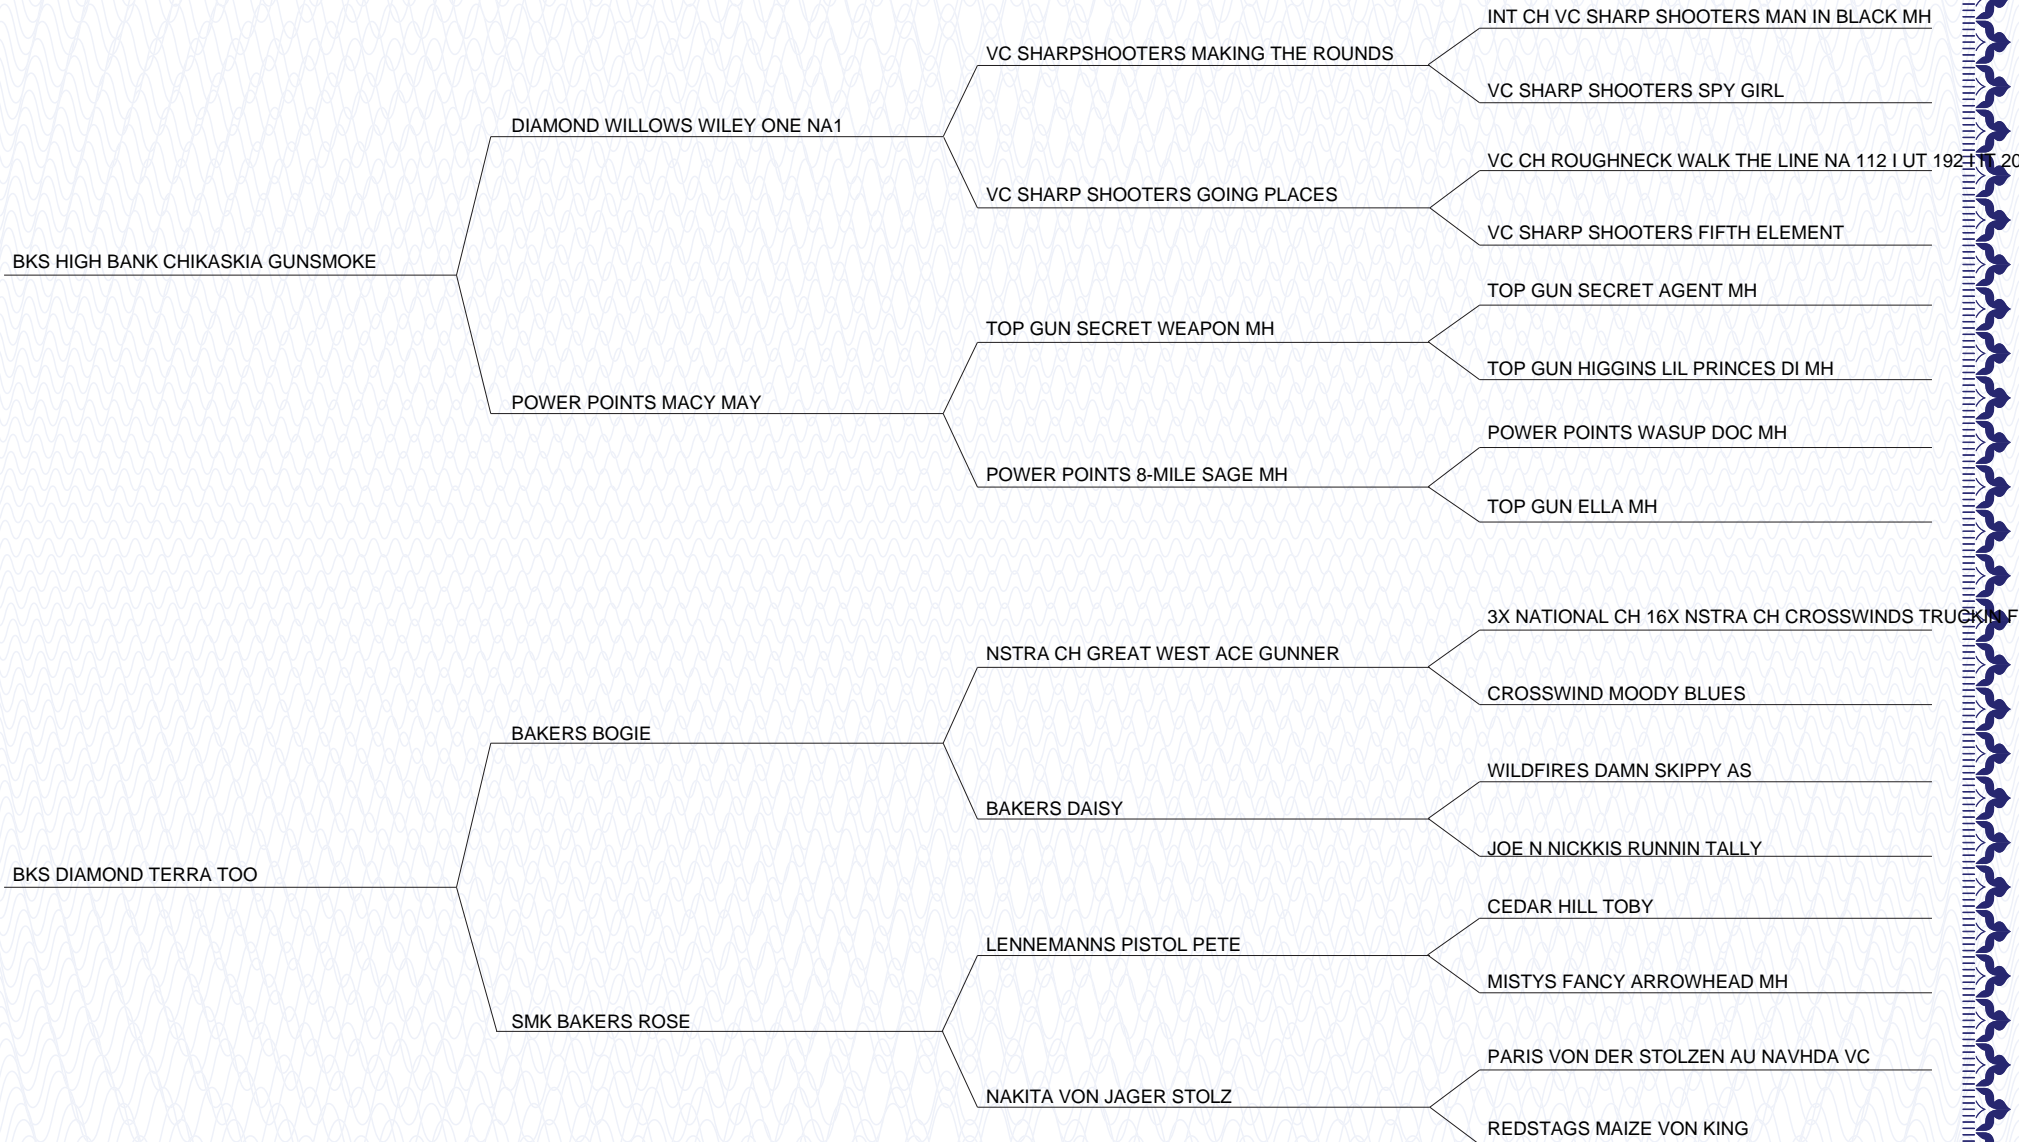 INT CH VC SHARP SHOOTERS MAN IN BLACK MH
VC SHARPSHOOTERS MAKING THE ROUNDS
VC SHARP SHOOTERS SPY GIRL
DIAMOND WILLOWS WILEY ONE NA1
VC CH ROUGHNECK WALK THE LINE NA 112 I UT 192 I IT 20
VC SHARP SHOOTERS GOING PLACES
VC SHARP SHOOTERS FIFTH ELEMENT
BKS HIGH BANK CHIKASKIA GUNSMOKE
TOP GUN SECRET AGENT MH
TOP GUN SECRET WEAPON MH
TOP GUN HIGGINS LIL PRINCES DI MH
POWER POINTS MACY MAY
POWER POINTS WASUP DOC MH
POWER POINTS 8-MILE SAGE MH
TOP GUN ELLA MH
3X NATIONAL CH 16X NSTRA CH CROSSWINDS TRUCKIN F
NSTRA CH GREAT WEST ACE GUNNER
CROSSWIND MOODY BLUES
BAKERS BOGIE
WILDFIRES DAMN SKIPPY AS
BAKERS DAISY
JOE N NICKKIS RUNNIN TALLY
BKS DIAMOND TERRA TOO
CEDAR HILL TOBY
LENNEMANNS PISTOL PETE
MISTYS FANCY ARROWHEAD MH
SMK BAKERS ROSE
PARIS VON DER STOLZEN AU NAVHDA VC
NAKITA VON JAGER STOLZ
REDSTAGS MAIZE VON KING